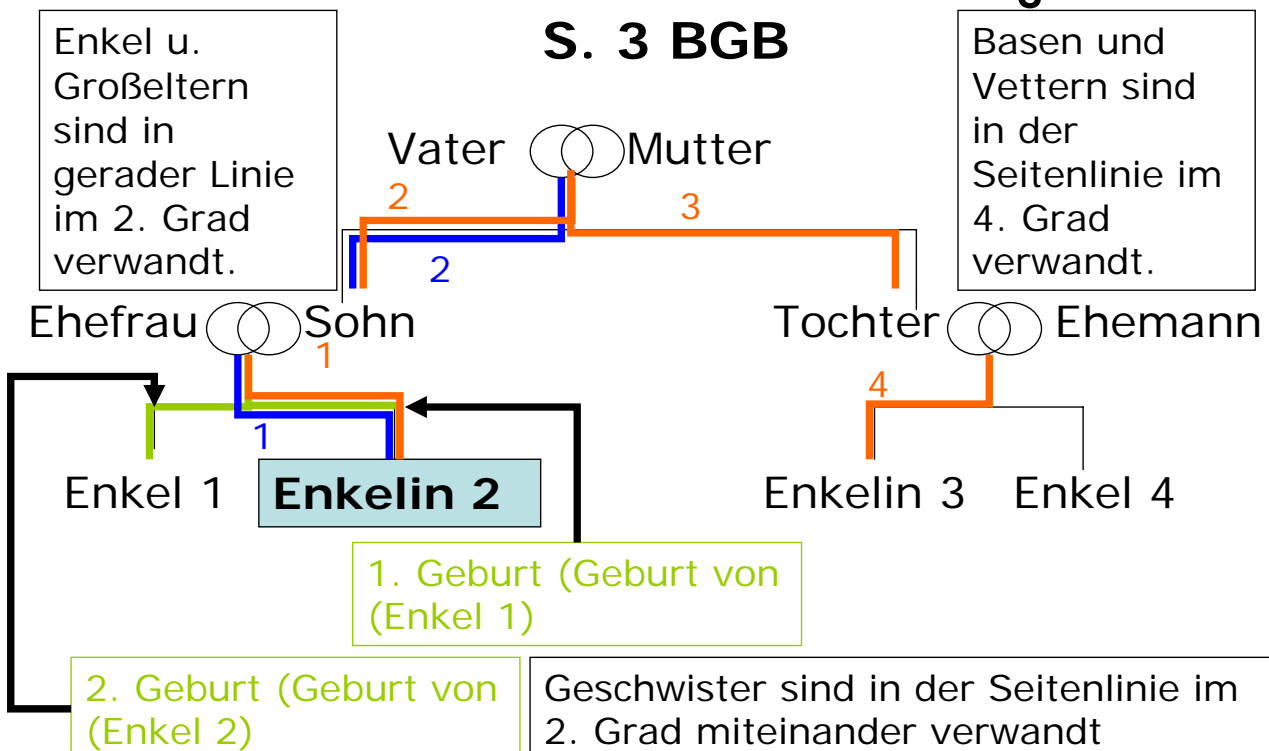 S. 3 BGB
Enkel u.
Großeltern
sind in
gerader Linie
im 2. Grad
verwandt.
Basen und
Vettern sind
in der
Seitenlinie im
4. Grad
verwandt.
Vater Mutter
2
3
2
Ehefrau Sohn
Tochter Ehemann
1
4
1
Enkel 1
Enkelin 2
Enkelin 3
Enkel 4
1. Geburt (Geburt von
(Enkel 1)
2. Geburt (Geburt von
(Enkel 2)
Geschwister sind in der Seitenlinie im
2. Grad miteinander verwandt